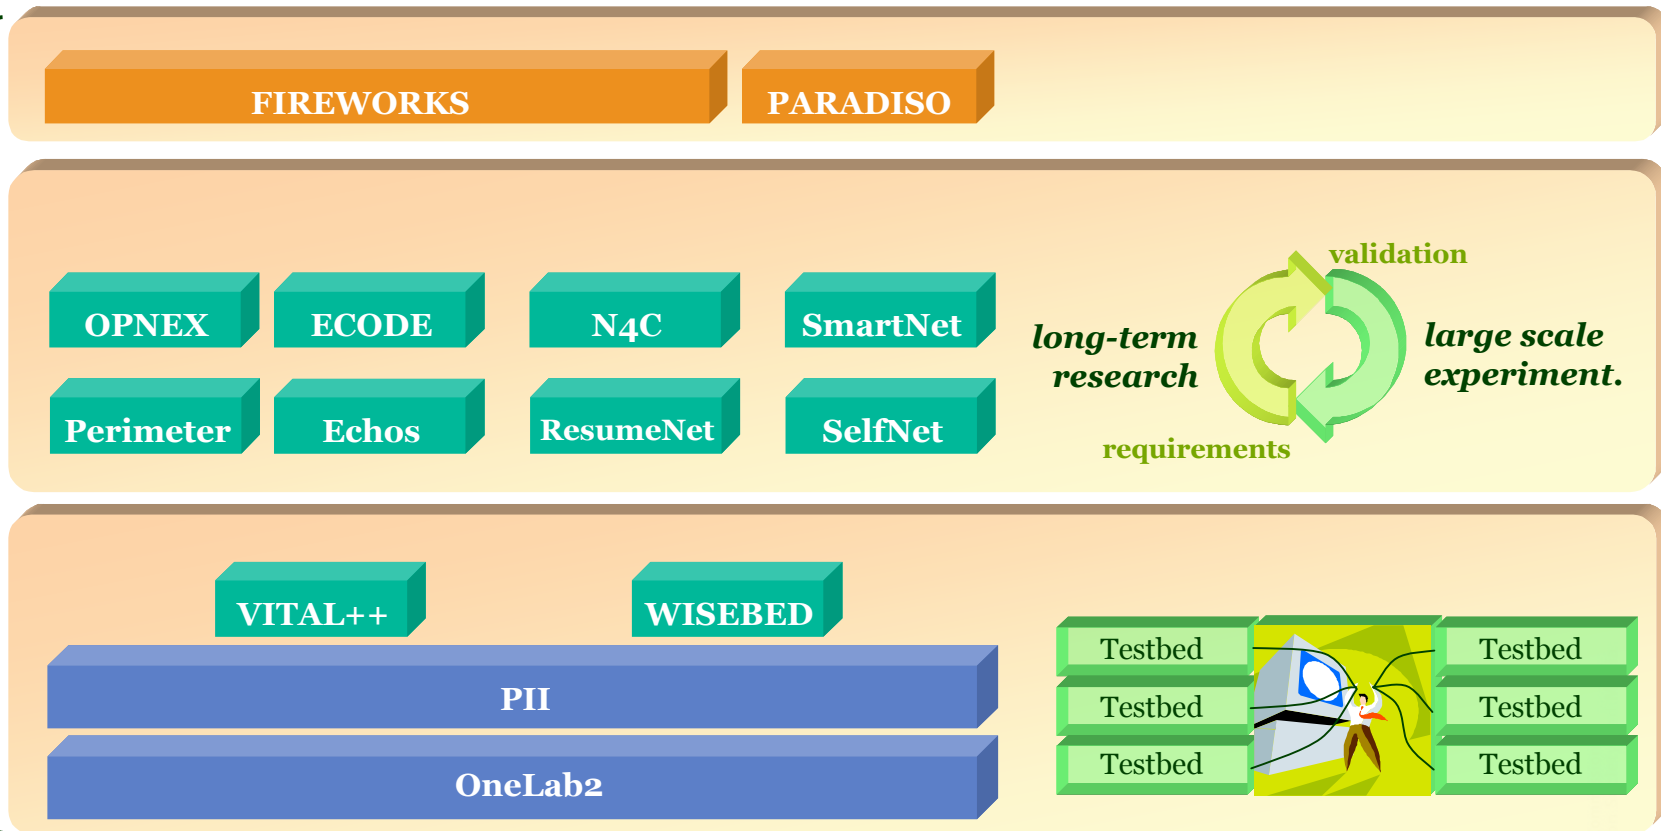 FIREWORKS
PARADISO
OPNEX
ECODE
N4C
SmartNet
Perimeter
Echos
ResumeNet
SelfNet
validation
long-term
research
large scale
experiment.
requirements
VITAL++
WISEBED
PII
OneLab2
Testbed
Testbed
Testbed
Testbed
Testbed
Testbed